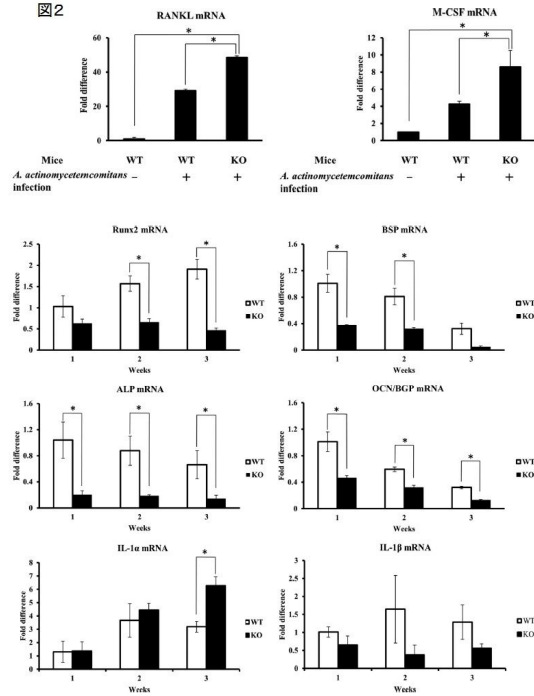 図2
RANKL mRNA
Fold difference
60
40
20
0
*
*
Mice WT WT KO
A. actinomycetemcomitans infection − + +
M-CSF mRNA
Fold difference
12
10
8
6
4
2
0
*
*
Mice WT WT KO
A. actinomycetemcomitans infection − + +
Runx2 mRNA
Fold difference
2.5
2
1.5
1
0.5
0
*
*
WT
KO
1 2 3
Weeks
BSP mRNA
Fold difference
1.6
1.2
0.8
0.4
0
*
*
WT
KO
1 2 3
Weeks
ALP mRNA
Fold difference
1.6
1.2
0.8
0.4
0
*
*
*
WT
KO
1 2 3
Weeks
OCN/BGP mRNA
Fold difference
1.6
1.2
0.8
0.4
0
*
*
*
WT
KO
1 2 3
Weeks
IL-1α mRNA
Fold difference
8
7
6
5
4
3
2
1
0
*
WT
KO
1 2 3
Weeks
IL-1β mRNA
Fold difference
3
2.5
2
1.5
1
0.5
0
WT
KO
1 2 3
Weeks